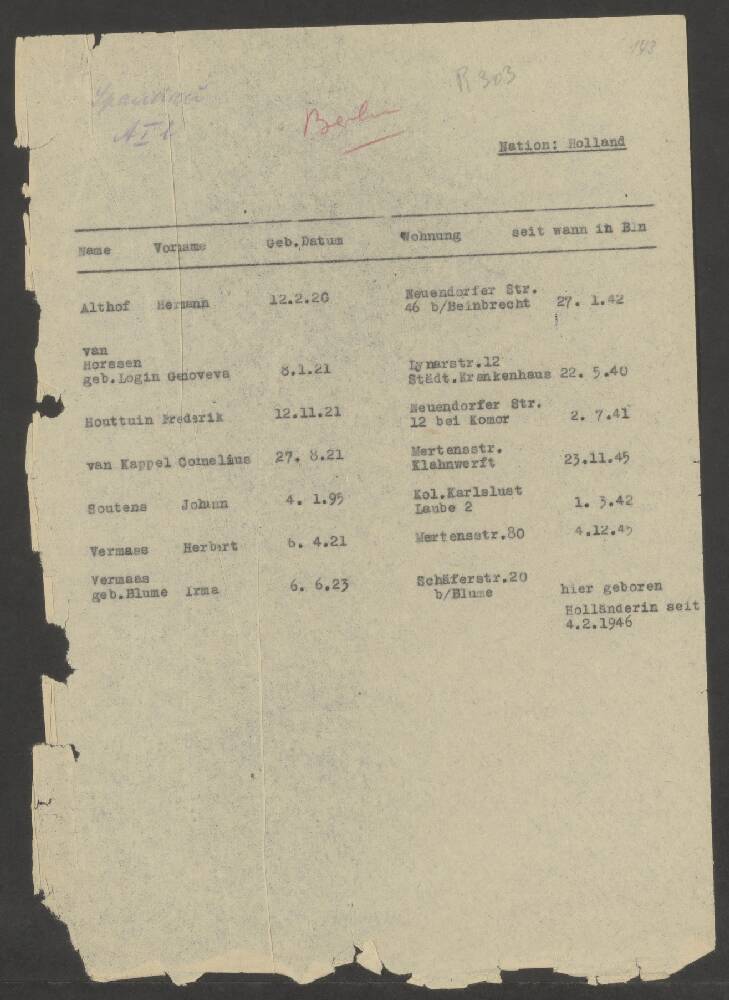 143
R 303
Spandau
Berlin
Nation: Holland
Name Vorname Geb.Datum Wohnung seit wann in Bln
Althof Hermann 12.2.20 Neuendorfer Str.
46 b/Heinbrecht 27. 1.42
van
Horssen
geb.Login Genoveva 8.1.21 Lynarstr.12
Städt.Krankenhaus 22. 5.40
Houttuin Frederik 12.11.21 Neuendorfer Str.
12 bei Komor 2. 7.41
van Kappel Cornelius 27. 8.21 Mertensstr.
Klahnwerft 23.11.45
Soutens Johann 4. 1.95 Kol.Karlslust
Laube 2 1. 3.42
Vermass Herbert 6. 4.21 Mertensstr.80 4.12.45
Vermaas
geb.Blume Irma 6. 6.23 Schäferstr.20
b/Blume hier geboren
Holländerin seit
4.2.1946